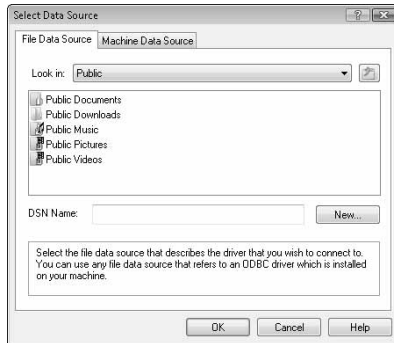 Select Data Source
File Data Source Machine Data Source
Look in: Public
Public Documents
Public Downloads
Public Music
Public Pictures
Public Videos
DSN Name: New...
Select the file data source that describes the driver that you wish to connect to.
You can use any file data source that refers to an ODBC driver which is installed
on your machine.
OK Cancel Help